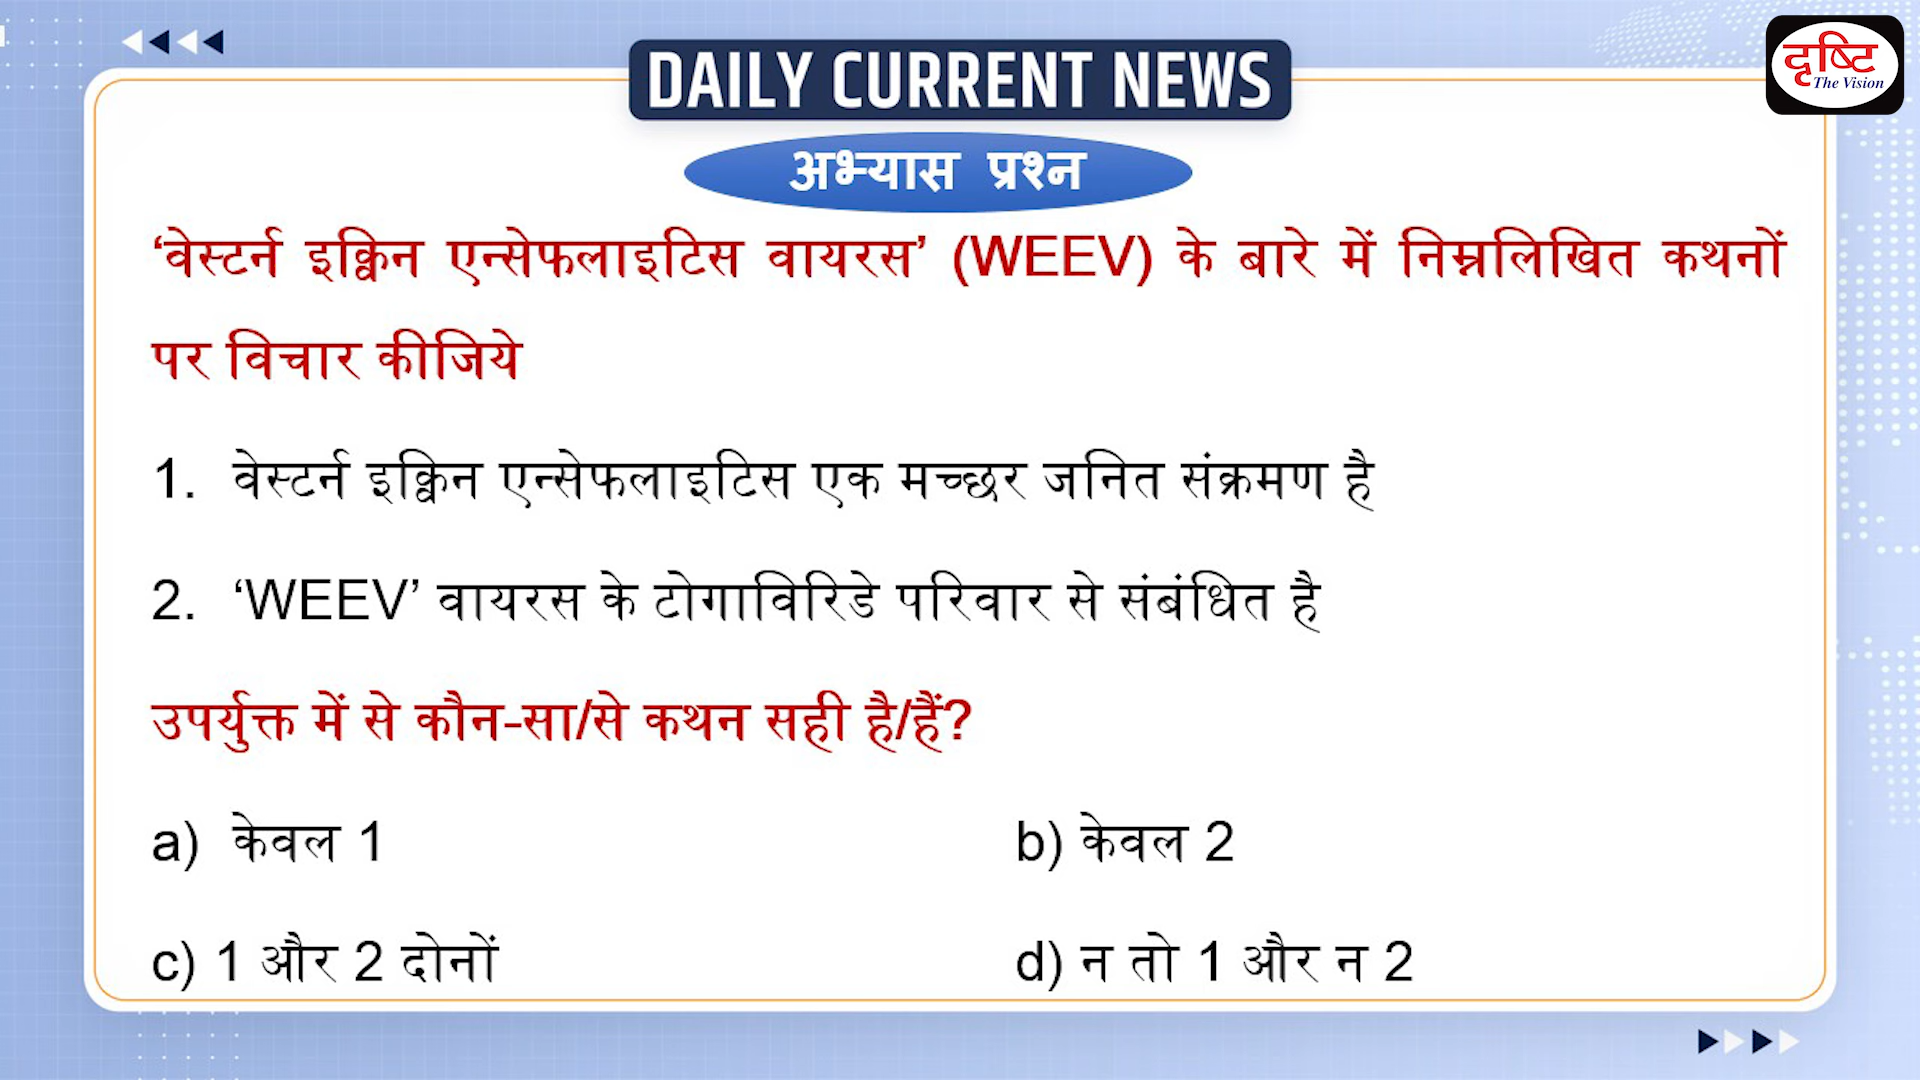 DAILY CURRENT NEWS
दृष्टि
The Vision
अभ्यास प्रश्न
‘वेस्टर्न इक्विन एन्सेफलाइटिस वायरस’ (WEEV) के बारे में निम्नलिखित कथनों
पर विचार कीजिये
1. वेस्टर्न इक्विन एन्सेफलाइटिस एक मच्छर जनित संक्रमण है
2. ‘WEEV’ वायरस के टोगाविरिडे परिवार से संबंधित है
उपर्युक्त में से कौन-सा/से कथन सही है/हैं?
a) केवल 1 b) केवल 2
c) 1 और 2 दोनों d) न तो 1 और न 2